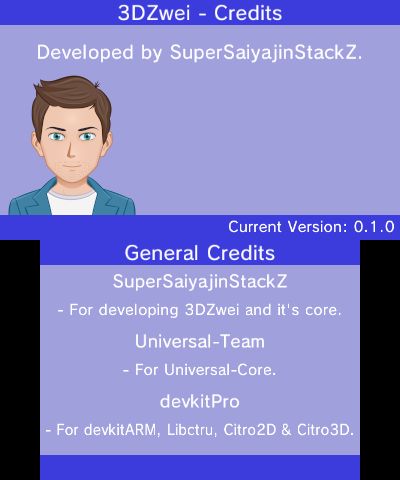 3DZwei - Credits
Developed by SuperSaiyajinStackZ.
Current Version: 0.1.0
General Credits
SuperSaiyajinStackZ
- For developing 3DZwei and it's core.
Universal-Team
- For Universal-Core.
devkitPro
- For devkitARM, Libctru, Citro2D & Citro3D.